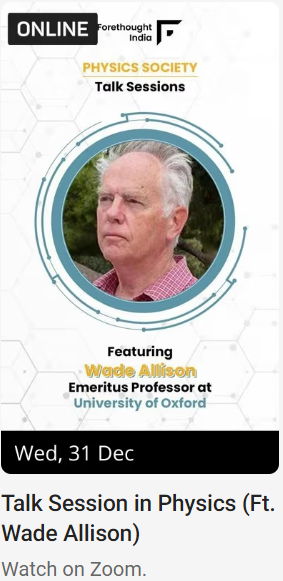 ONLINE
Forethought
India
PHYSICS SOCIETY
Talk Sessions
Featuring
Wade Allison
Emeritus Professor at
University of Oxford
Wed, 31 Dec
Talk Session in Physics (Ft.
Wade Allison)
Watch on Zoom.